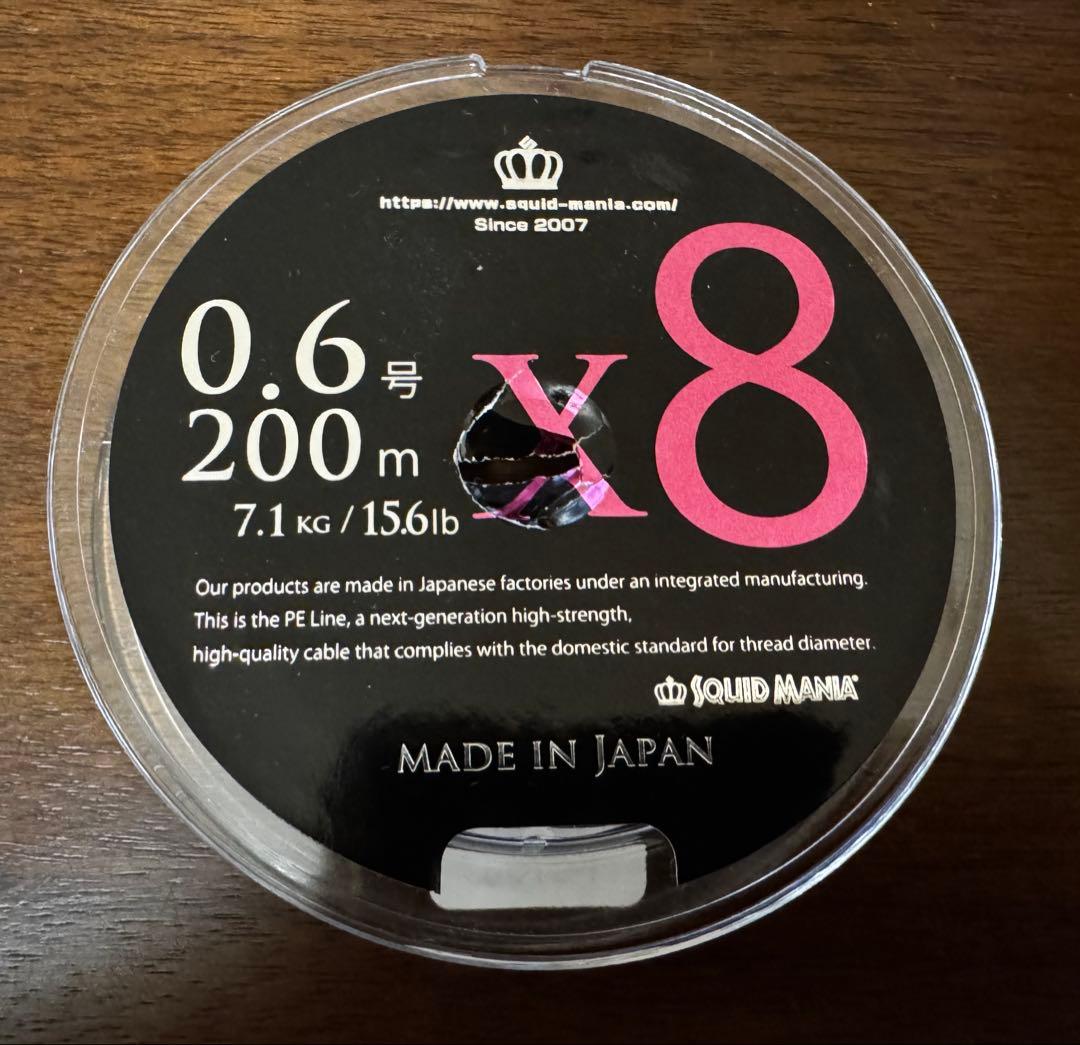 https://www.squid-mania.com/
Since 2007
0.6号
200m
7.1KG / 15.6lb
x8
Our products are made in Japanese factories under an integrated manufacturing.
This is the PE Line, a next-generation high-strength,
high-quality cable that complies with the domestic standard for thread diameter.
SQUID MANIA
MADE IN JAPAN